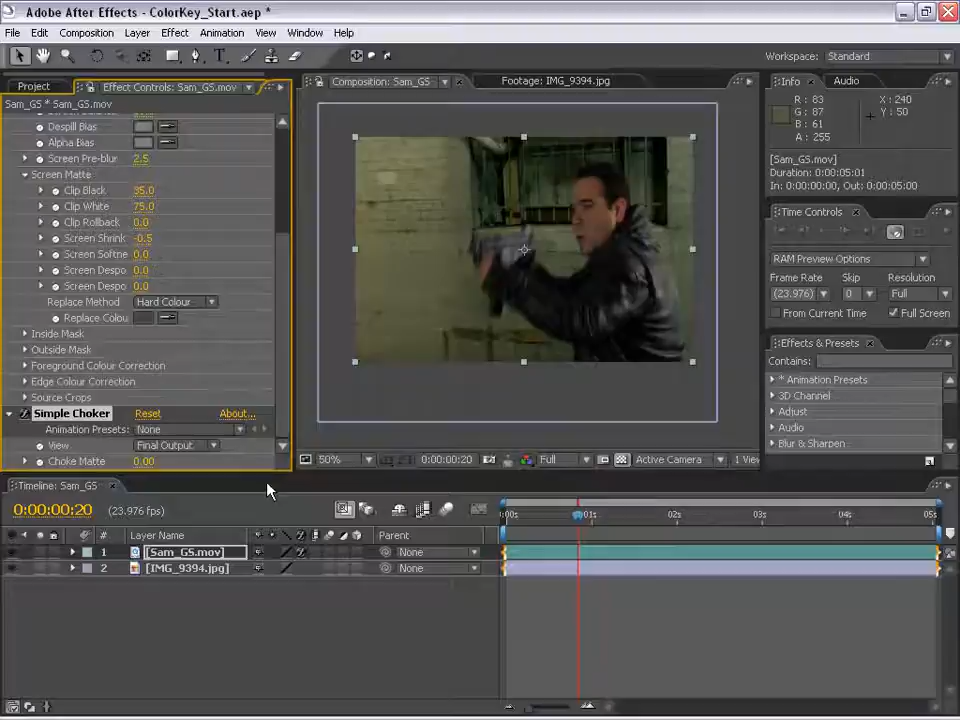 Adobe After Effects - ColorKey_Start.aep *
File Edit Composition Layer Effect Animation View Window Help
Workspace: Standard
Project Effect Controls: Sam_GS.mov
Sam_GS * Sam_GS.mov
Despill Bias
Alpha Bias
Screen Pre-blur 2.5
Screen Matte
Clip Black 35.0
Clip White 75.0
Clip Rollback 0.0
Screen Shrink -0.5
Screen Softne 0.0
Screen Despo 0.0
Screen Despo 0.0
Replace Method Hard Colour
Replace Colou
Inside Mask
Outside Mask
Foreground Colour Correction
Edge Colour Correction
Source Crops
Simple Choker Reset About...
Animation Presets: None
View Final Output
Choke Matte 0.00
Composition: Sam_GS Footage: IMG_9394.jpg
50% 0:00:00:20 Full Active Camera 1 View
Info Audio
R: 83 X: 240
G: 87 Y: 50
B: 61
A: 255
[Sam_GS.mov]
Duration: 0:00:05:01
In: 0:00:00:00, Out: 0:00:05:00
Time Controls
RAM Preview Options
Frame Rate Skip Resolution
(23.976) 0 Full
From Current Time Full Screen
Effects & Presets
Contains:
* Animation Presets
3D Channel
Adjust
Audio
Blur & Sharpen
Timeline: Sam_GS
0:00:00:20 (23.976 fps)
# Layer Name Parent
:00s 01s 02s 03s 04s 05s
1 [Sam_GS.mov] None
2 [IMG_9394.jpg] None